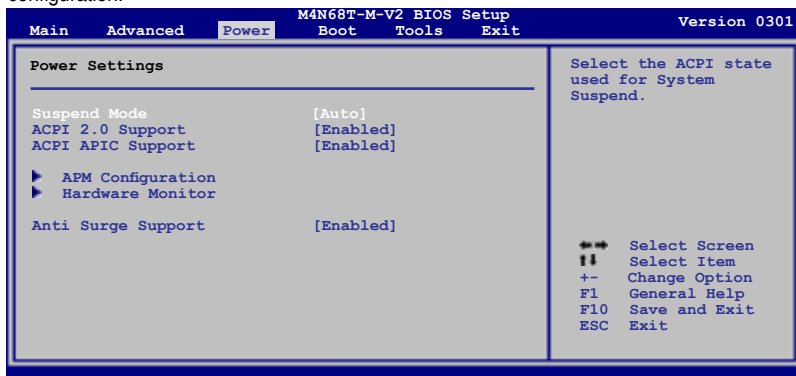 configuration.
M4N68T-M-V2 BIOS Setup
Version 0301
Main Advanced Power Boot Tools Exit
Power Settings
Suspend Mode [Auto]
ACPI 2.0 Support [Enabled]
ACPI APIC Support [Enabled]
APM Configuration
Hardware Monitor
Anti Surge Support [Enabled]
Select the ACPI state
used for System
Suspend.
Select Screen
Select Item
+- Change Option
F1 General Help
F10 Save and Exit
ESC Exit